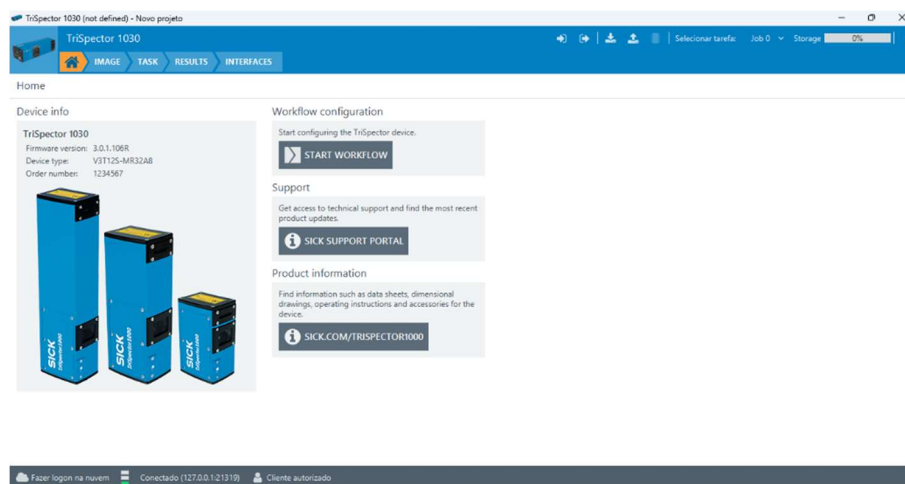 TriSpector 1030 (not defined) - Novo projeto
TriSpector 1030
Selecionar tarefa: Job 0 Storage 0%
IMAGE TASK RESULTS INTERFACES
Home
Device info
TriSpector 1030
Firmware version: 3.0.1.106R
Device type: V3T12S-MR32A8
Order number: 1234567
SICK
TriSpector1000
SICK
TriSpector1000
SICK
TriSpector1000
Workflow configuration
Start configuring the TriSpector device.
START WORKFLOW
Support
Get access to technical support and find the most recent
product updates.
SICK SUPPORT PORTAL
Product information
Find information such as data sheets, dimensional
drawings, operating instructions and accessories for the
device.
SICK.COM/TRISPECTOR1000
Fazer logon na nuvem Conectado (127.0.0.1:21319) Cliente autorizado